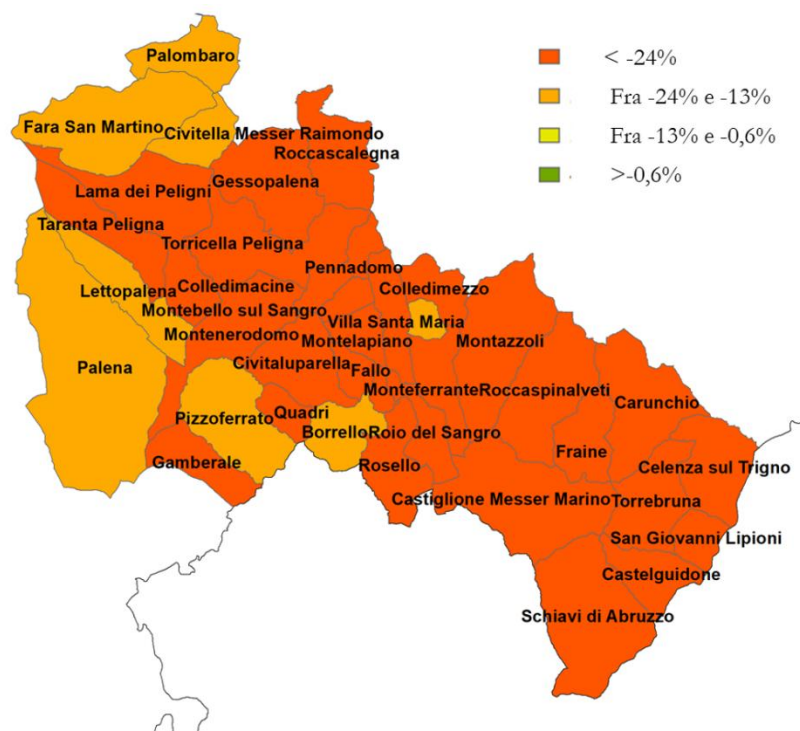 Palombaro
< -24%
Fra -24% e -13%
Fra -13% e -0,6%
>-0,6%
Fara San Martino
Civitella Messer Raimondo
Roccascalegna
Lama dei Peligni
Gessopalena
Taranta Peligna
Torricella Peligna
Pennadomo
Lettopalena
Colledimacine
Colledimezzo
Montebello sul Sangro
Villa Santa Maria
Montenerodomo
Montelapiano
Montazzoli
Palena
Civitaluparella
Fallo
Monteferrante
Roccaspinalveti
Carunchio
Pizzoferrato
Quadri
Borrello
Roio del Sangro
Fraine
Gamberale
Rosello
Celenza sul Trigno
Castiglione Messer Marino
Torrebruna
San Giovanni Lipioni
Castelguidone
Schiavi di Abruzzo